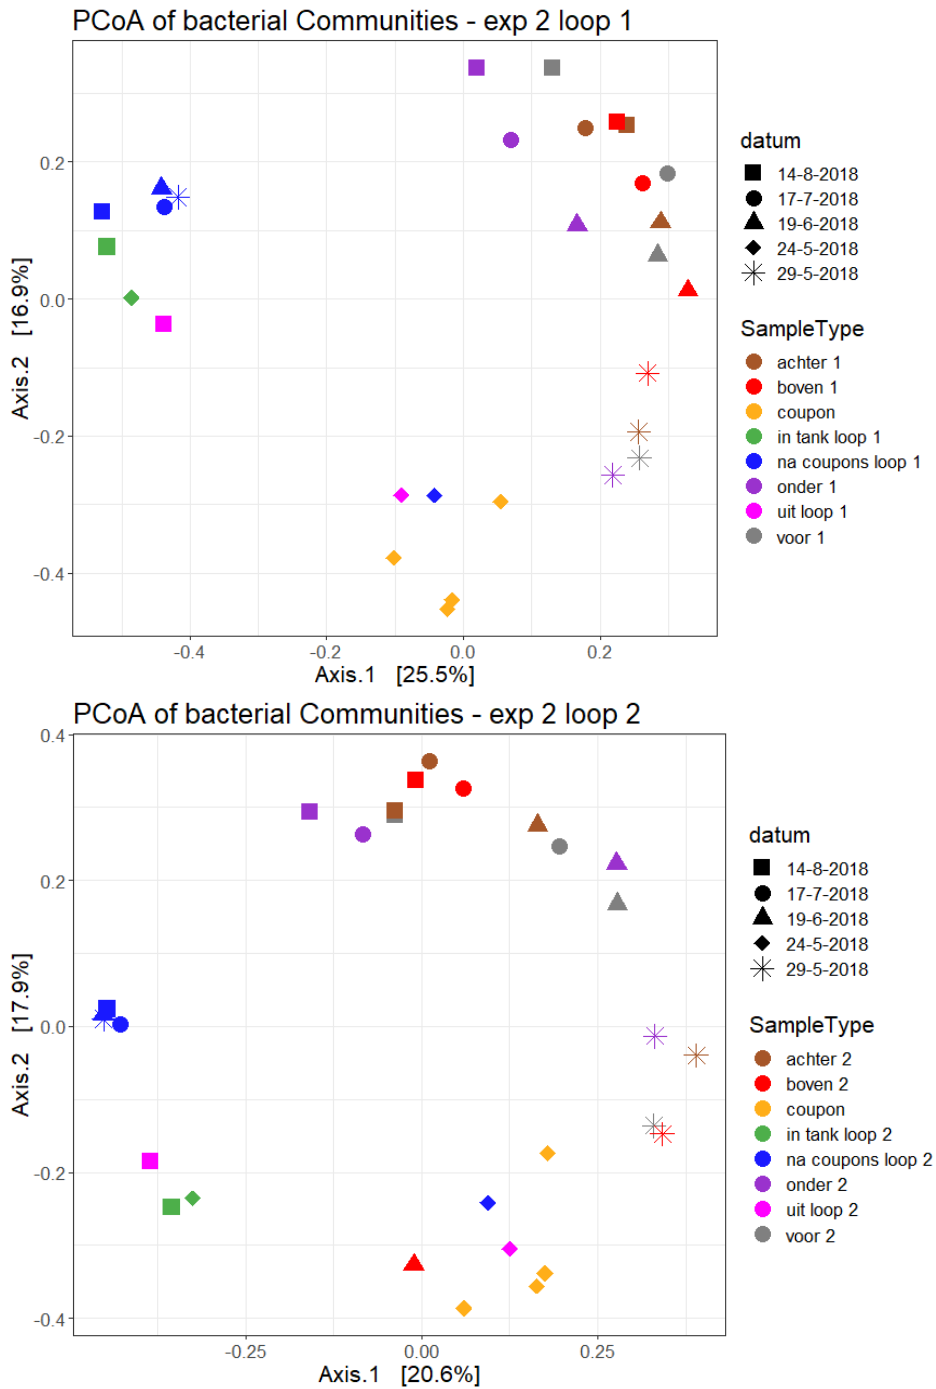 PCoA of bacterial Communities - exp 2 loop 1
0.2
0.0
-0.2
-0.4
Axis.2 [16.9%]
-0.4
-0.2
0.0
0.2
Axis.1 [25.5%]
datum
14-8-2018
17-7-2018
19-6-2018
24-5-2018
29-5-2018
SampleType
achter 1
boven 1
coupon
in tank loop 1
na coupons loop 1
onder 1
uit loop 1
voor 1
PCoA of bacterial Communities - exp 2 loop 2
0.4
0.2
0.0
-0.2
-0.4
Axis.2 [17.9%]
-0.25
0.00
0.25
Axis.1 [20.6%]
datum
14-8-2018
17-7-2018
19-6-2018
24-5-2018
29-5-2018
SampleType
achter 2
boven 2
coupon
in tank loop 2
na coupons loop 2
onder 2
uit loop 2
voor 2